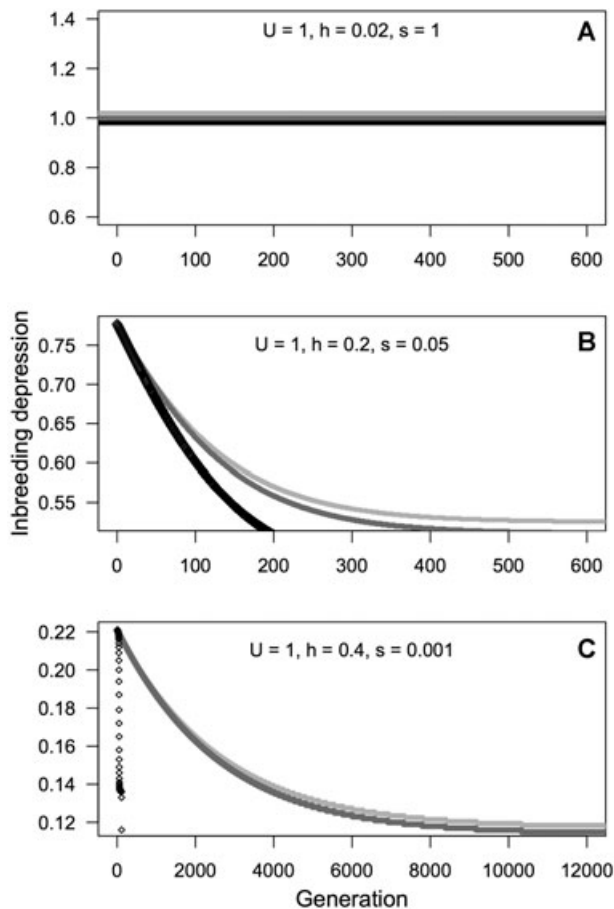 U = 1, h = 0.02, s = 1
A
1.4
1.2
1.0
0.8
0.6
0 100 200 300 400 500 600
U = 1, h = 0.2, s = 0.05
B
0.75
0.70
0.65
0.60
0.55
0 100 200 300 400 500 600
Inbreeding depression
U = 1, h = 0.4, s = 0.001
C
0.22
0.20
0.18
0.16
0.14
0.12
0 2000 4000 6000 8000 10000 12000
Generation